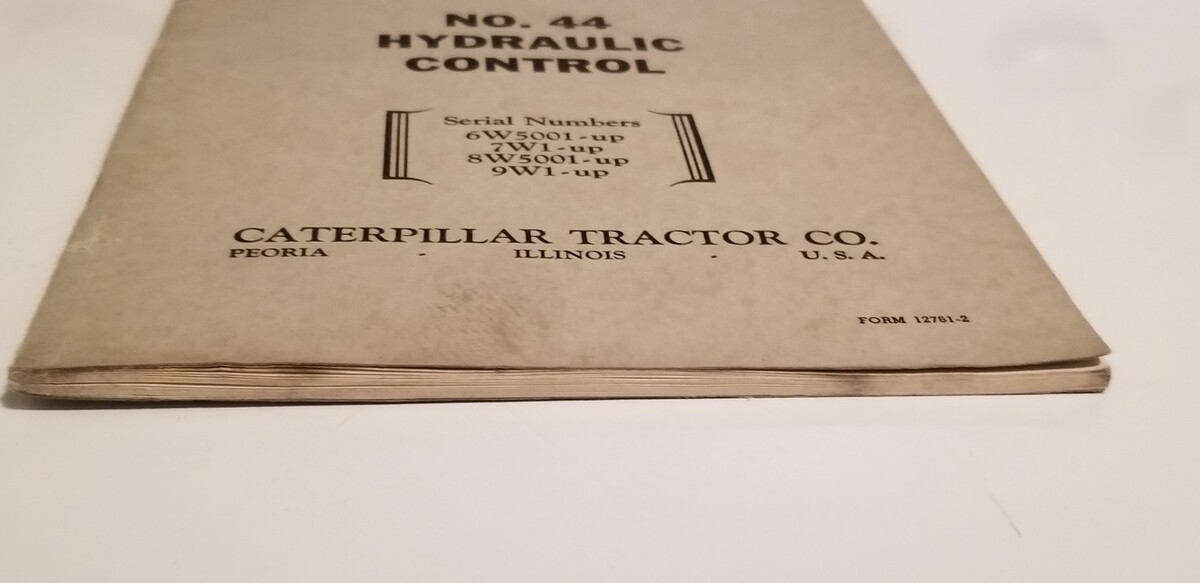 NO. 44
HYDRAULIC
CONTROL
Serial Numbers
6W5001-up
7W1-up
8W5001-up
9W1-up
CATERPILLAR TRACTOR CO.
PEORIA - ILLINOIS - U. S. A.
FORM 12761-2